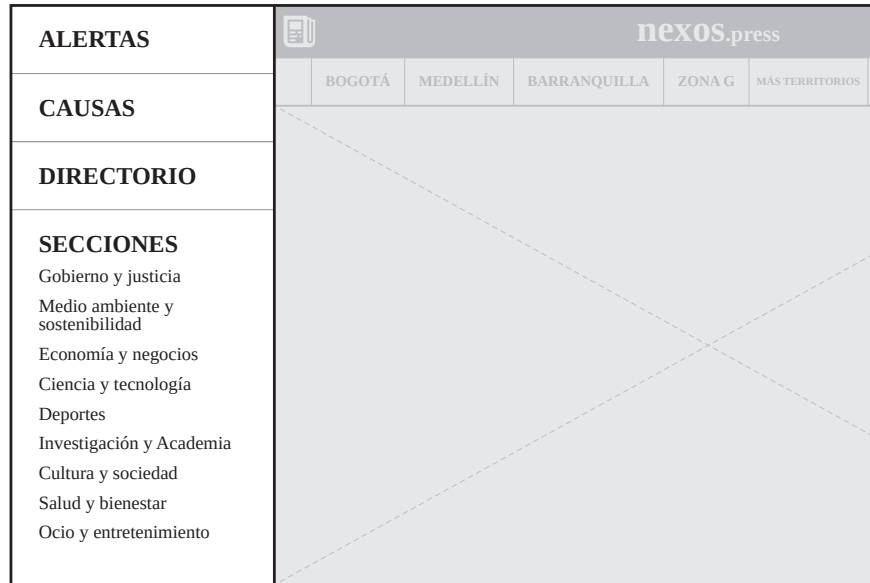 ALERTAS
CAUSAS
DIRECTORIO
SECCIONES
Gobierno y justicia
Medio ambiente y
sostenibilidad
Economía y negocios
Ciencia y tecnología
Deportes
Investigación y Academia
Cultura y sociedad
Salud y bienestar
Ocio y entretenimiento
nexos.press
BOGOTÁ MEDELLÍN BARRANQUILLA ZONA G MÁS TERRITORIOS